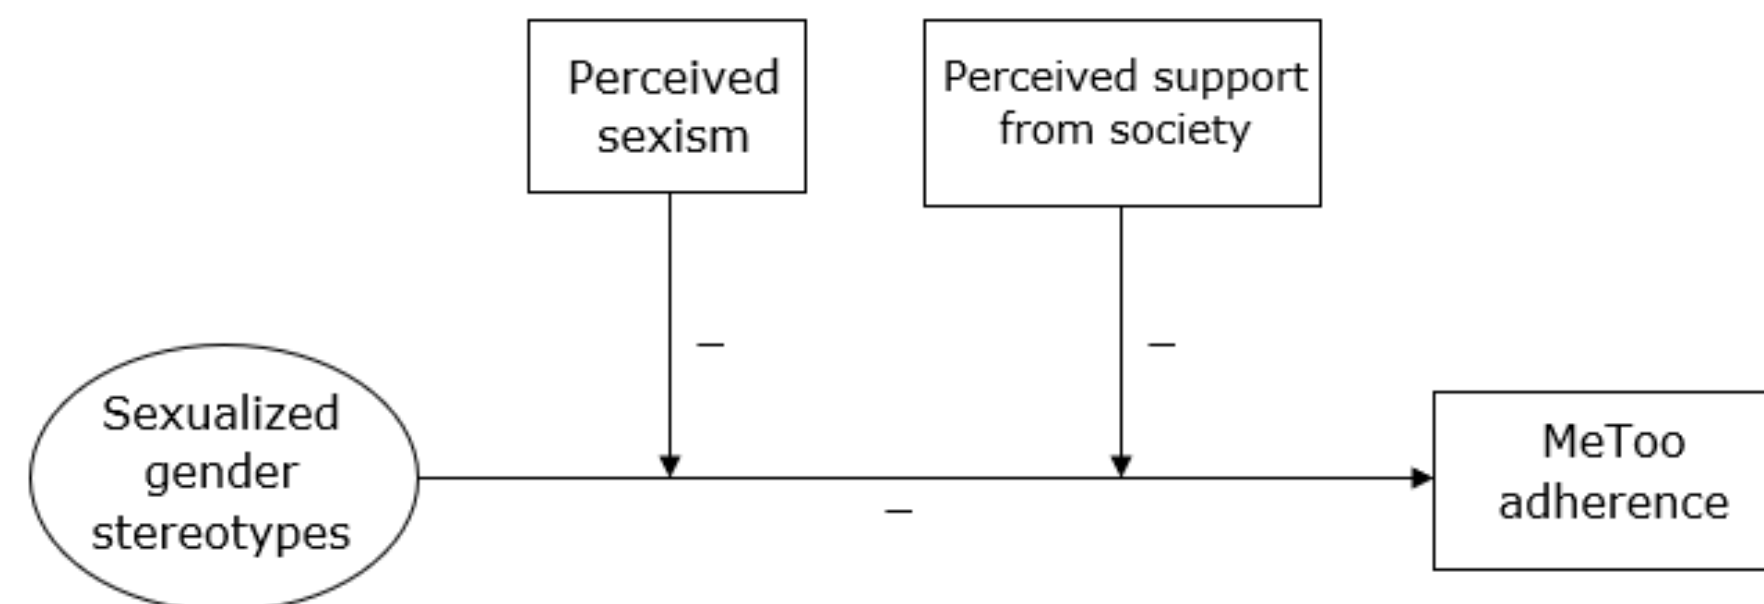 Perceived
sexism
Perceived support
from society
–
–
Sexualized
gender
stereotypes
MeToo
adherence
–